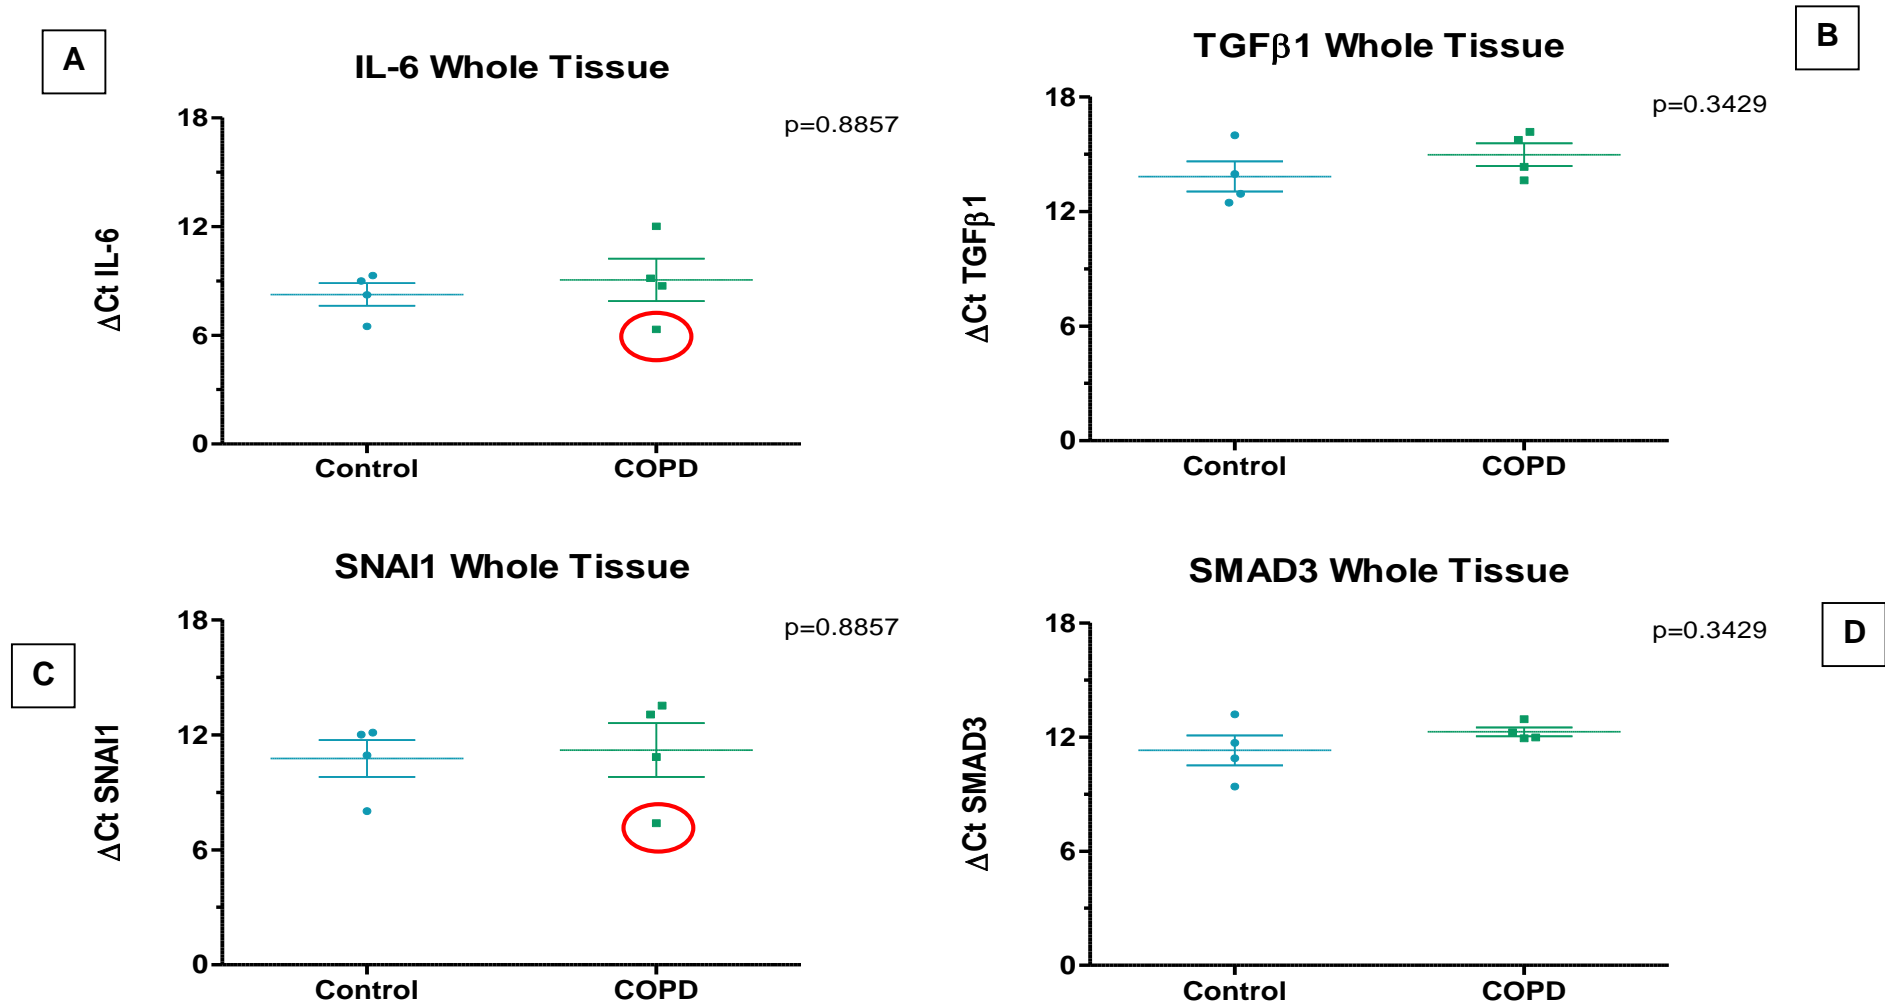 A
IL-6 Whole Tissue
p=0.8857
18
12
6
0
ΔCt IL-6
Control COPD
B
TGFβ1 Whole Tissue
p=0.3429
18
12
6
0
ΔCt TGFβ1
Control COPD
C
SNAI1 Whole Tissue
p=0.8857
18
12
6
0
ΔCt SNAI1
Control COPD
D
SMAD3 Whole Tissue
p=0.3429
18
12
6
0
ΔCt SMAD3
Control COPD